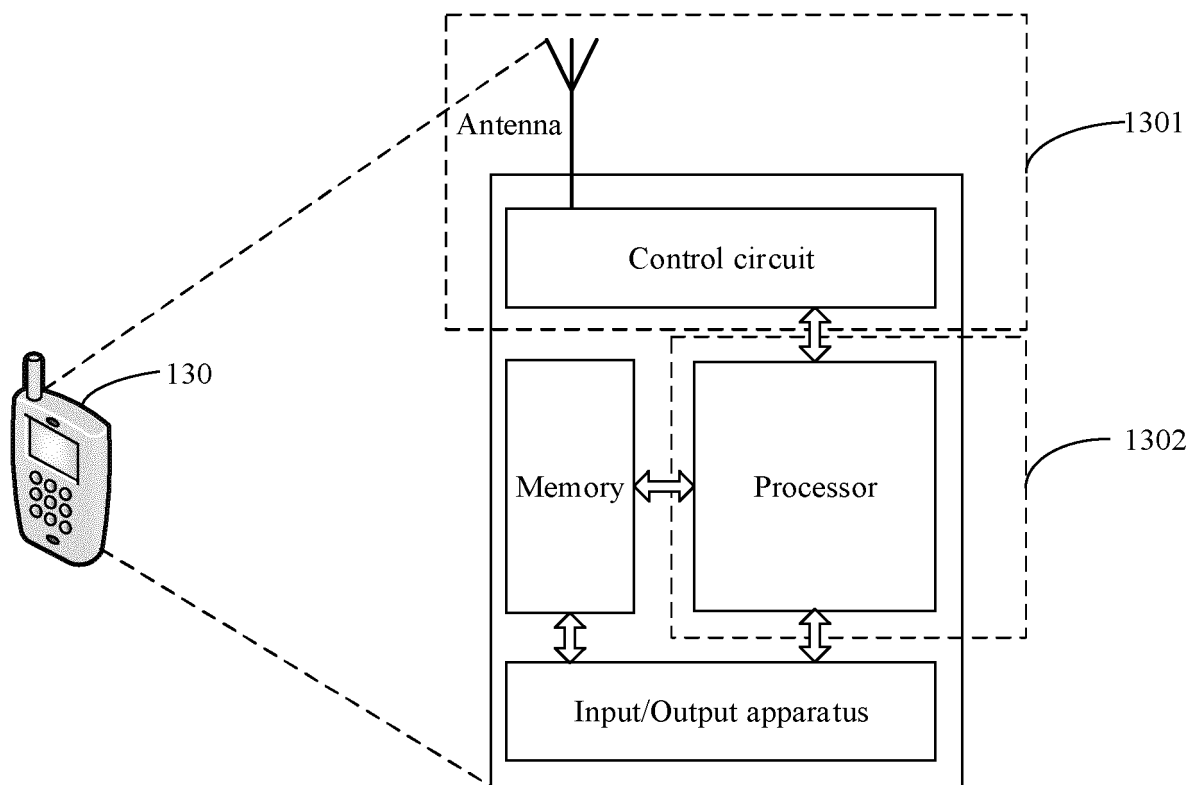 Antenna
1301
Control circuit
130
1302
Memory
Processor
Input/Output apparatus